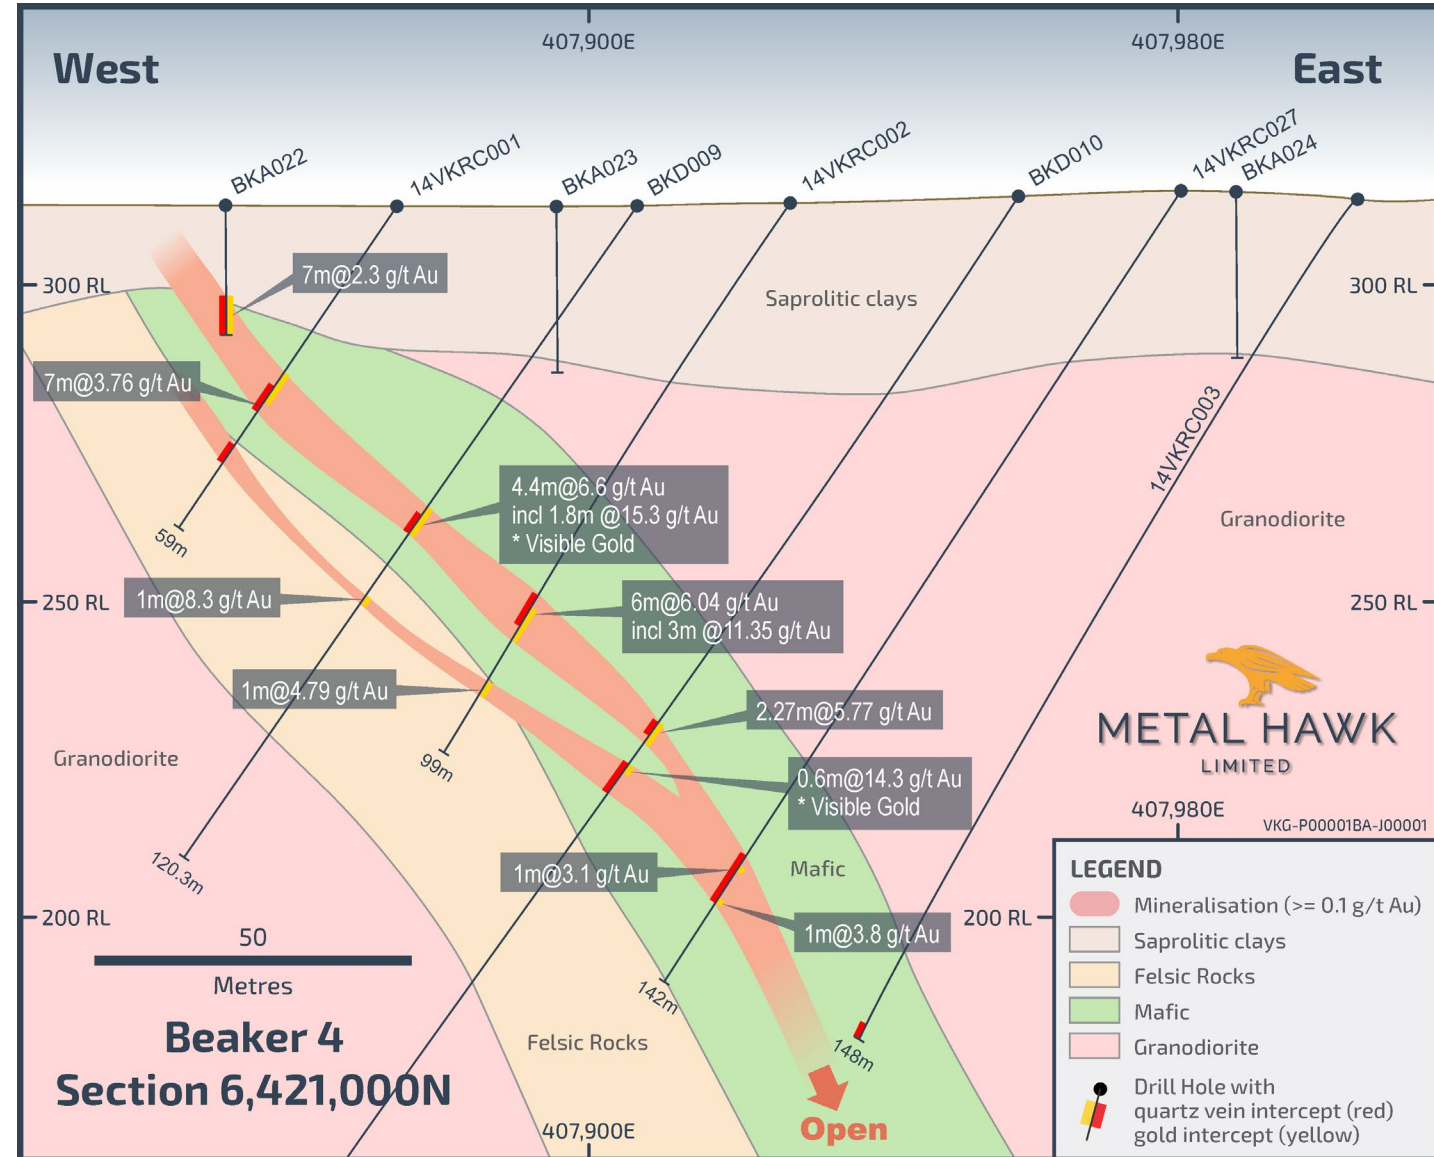 407,900E
407,980E
West
East
BKA022
14VKRC001
BKA023
BKD009
14VKRC002
BKD010
14VKRC027
BKA024
7m@2.3 g/t Au
300 RL
300 RL
Saprolitic clays
7m@3.76 g/t Au
14VKRC003
4.4m@6.6 g/t Au
incl 1.8m @15.3 g/t Au
* Visible Gold
Granodiorite
59m
1m@8.3 g/t Au
250 RL
250 RL
6m@6.04 g/t Au
incl 3m @11.35 g/t Au
1m@4.79 g/t Au
2.27m@5.77 g/t Au
METAL HAWK
LIMITED
Granodiorite
99m
0.6m@14.3 g/t Au
* Visible Gold
407,980E
VKG-P00001BA-J00001
120.3m
1m@3.1 g/t Au
Mafic
200 RL
200 RL
1m@3.8 g/t Au
50
Metres
142m
148m
Beaker 4
Section 6,421,000N
Felsic Rocks
Open
407,900E
LEGEND
Mineralisation (>= 0.1 g/t Au)
Saprolitic clays
Felsic Rocks
Mafic
Granodiorite
Drill Hole with
quartz vein intercept (red)
gold intercept (yellow)